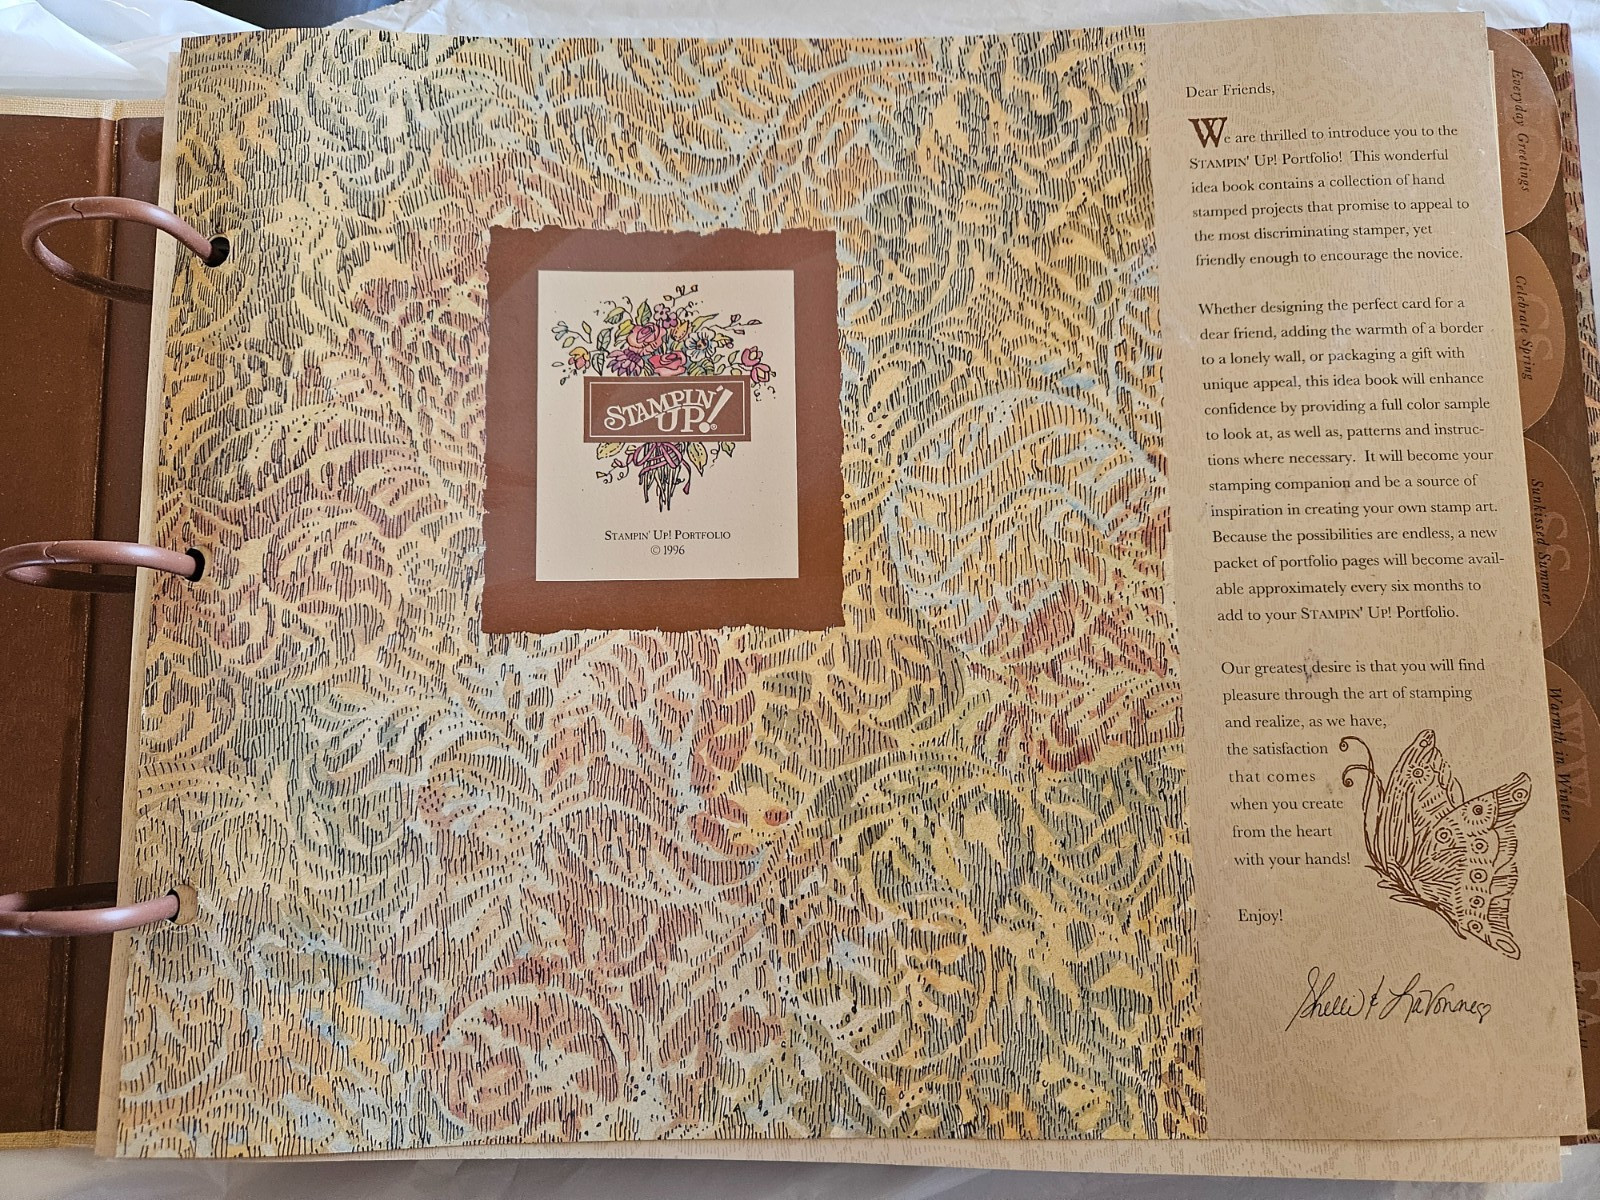 STAMPIN' UP!®
STAMPIN' UP! PORTFOLIO
© 1996
Dear Friends,
We are thrilled to introduce you to the
STAMPIN' UP! Portfolio! This wonderful
idea book contains a collection of hand
stamped projects that promise to appeal to
the most discriminating stamper, yet
friendly enough to encourage the novice.
Whether designing the perfect card for a
dear friend, adding the warmth of a border
to a lonely wall, or packaging a gift with
unique appeal, this idea book will enhance
confidence by providing a full color sample
to look at, as well as, patterns and instruc-
tions where necessary. It will become your
stamping companion and be a source of
inspiration in creating your own stamp art.
Because the possibilities are endless, a new
packet of portfolio pages will become avail-
able approximately every six months to
add to your STAMPIN' UP! Portfolio.
Our greatest desire is that you will find
pleasure through the art of stamping
and realize, as we have,
the satisfaction
that comes
when you create
from the heart
with your hands!
Enjoy!
Shelli & LaVonne
Everyday Greetings
Celebrate Spring
CS
Sunkissed Summer
SS
Warmth in Winter
WW